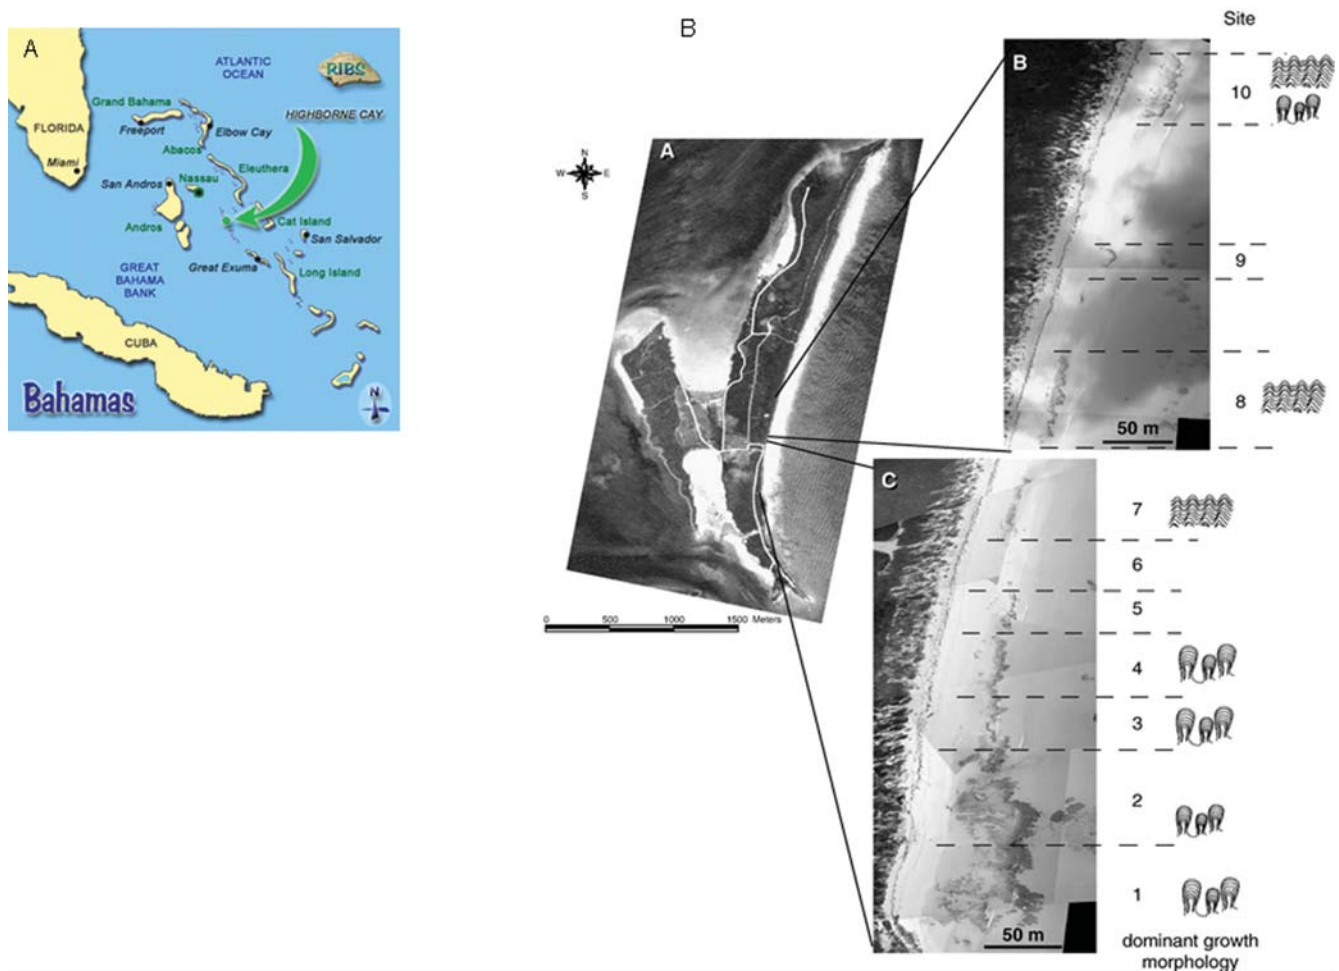 A
ATLANTIC
OCEAN
RIBS
Grand Bahama
HIGHBORNE CAY
FLORIDA
Freeport
Elbow Cay
Abacos
Miami
Eleuthera
San Andros
Nassau
Cat Island
Andros
San Salvador
Great Exuma
Long Island
GREAT
BAHAMA
BANK
CUBA
Bahamas
N
B
N
W
E
S
A
0
500
1000
1500
Meters
Site
B
10
9
8
50 m
C
7
6
5
4
3
2
1
50 m
dominant growth
morphology